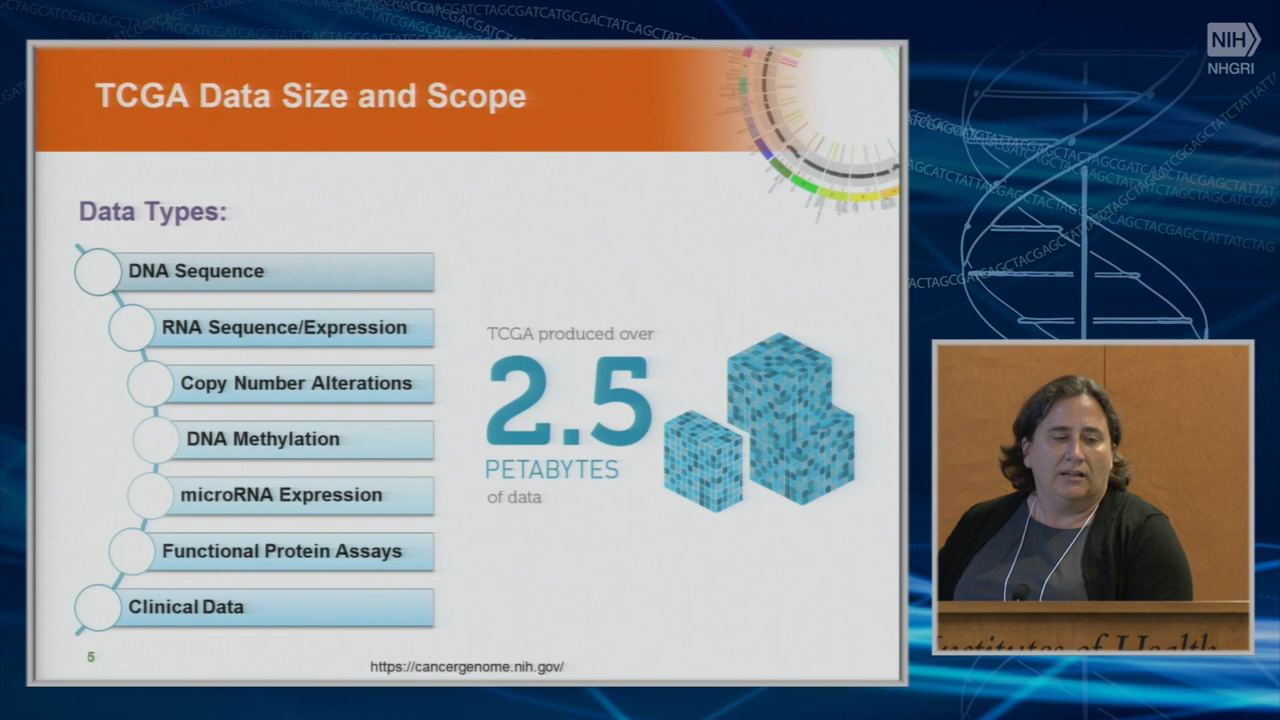 TCGA Data Size and Scope
Data Types:
DNA Sequence
RNA Sequence/Expression
Copy Number Alterations
DNA Methylation
microRNA Expression
Functional Protein Assays
Clinical Data
TCGA produced over
2.5
PETABYTES
of data
5
https://cancergenome.nih.gov/
NIH
NHGRI
of Health